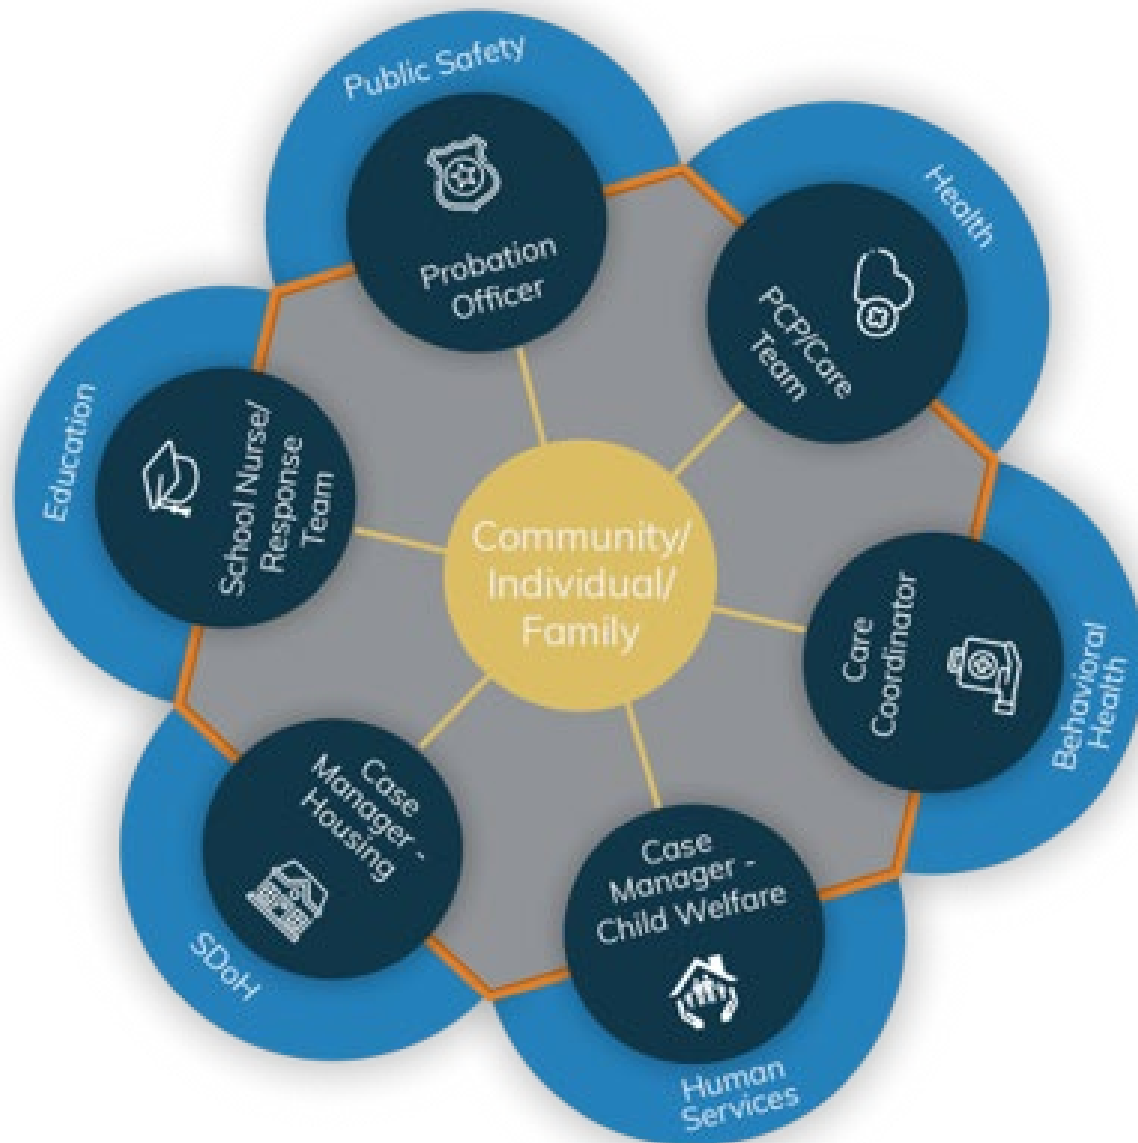 Public Safety
Probation
Officer
Health
PCP/Care
Team
Behavioral
Health
Care
Coordinator
Human
Services
Case
Manager -
Child Welfare
SDoH
Case
Manager -
Housing
Education
School Nurse/
Response
Team
Community/
Individual/
Family